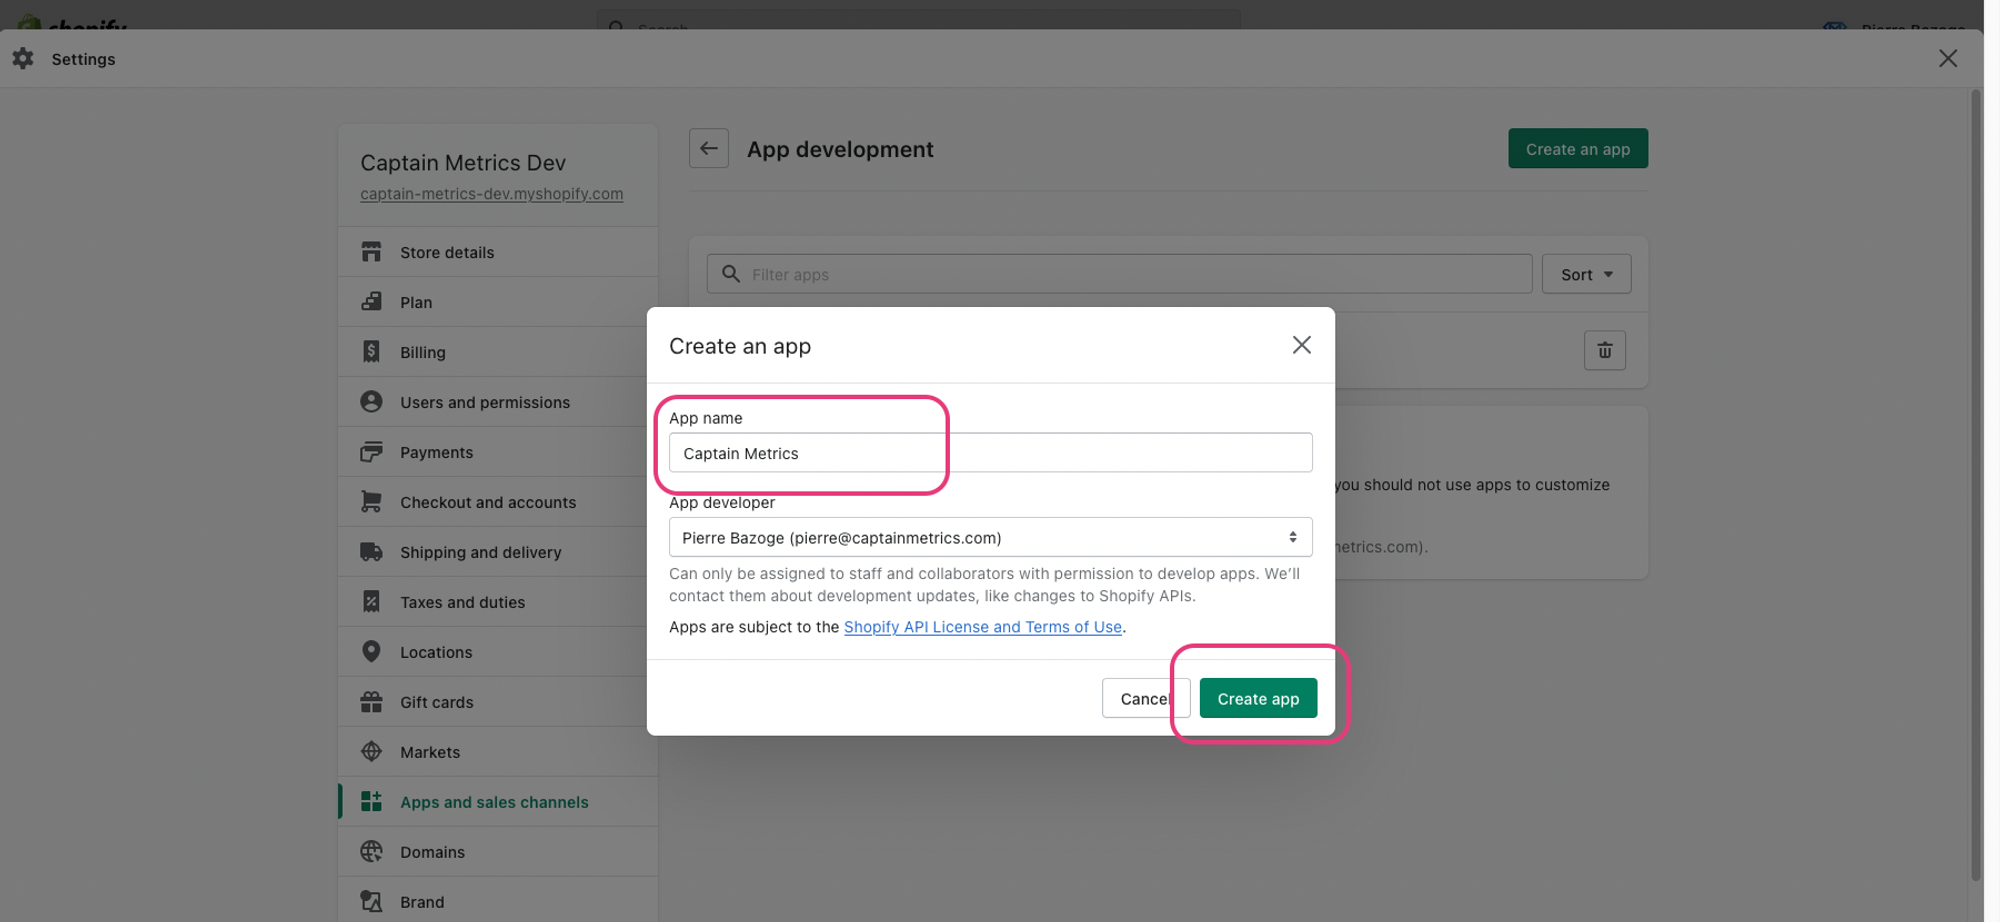 shopify
Search
Pierre Bazoge
Settings
Captain Metrics Dev
captain-metrics-dev.myshopify.com
Store details
Plan
Billing
Users and permissions
Payments
Checkout and accounts
Shipping and delivery
Taxes and duties
Locations
Gift cards
Markets
Apps and sales channels
Domains
Brand
App development
Create an app
Filter apps
Sort
you should not use apps to customize
etrics.com).
Create an app
App name
Captain Metrics
App developer
Pierre Bazoge (pierre@captainmetrics.com)
Can only be assigned to staff and collaborators with permission to develop apps. We’ll
contact them about development updates, like changes to Shopify APIs.
Apps are subject to the Shopify API License and Terms of Use.
Cancel
Create app